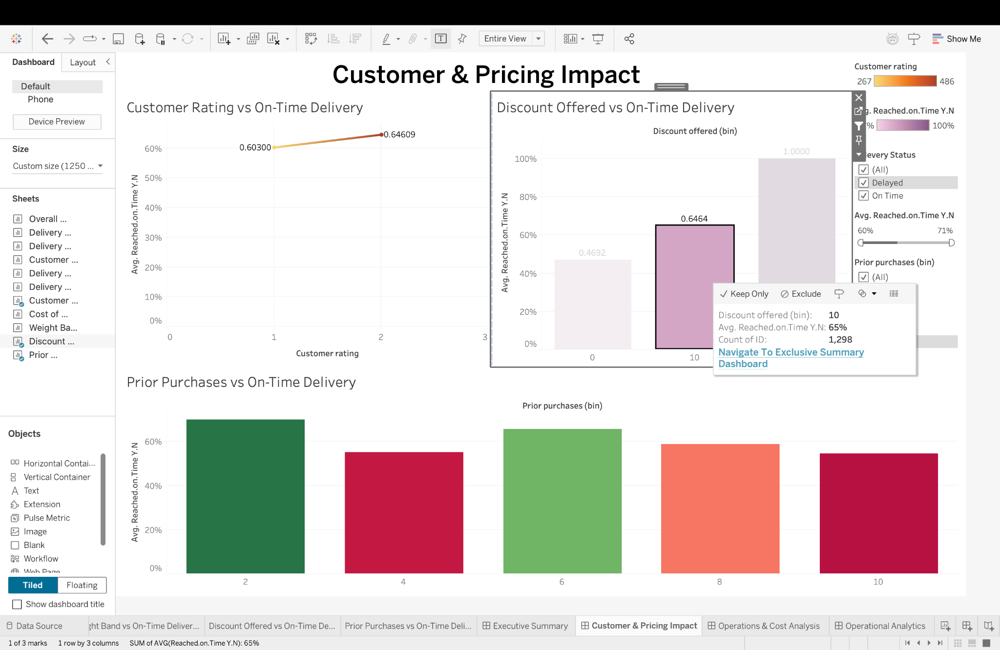 Entire View
Show Me
Dashboard
Layout
Default
Phone
Device Preview
Size
Custom size (1250 ...
Sheets
Overall ...
Delivery ...
Delivery ...
Customer ...
Delivery ...
Delivery ...
Customer ...
Cost of ...
Weight Ba...
Discount ...
Prior ...
Objects
Horizontal Contai...
Vertical Container
Text
Extension
Pulse Metric
Image
Blank
Workflow
Web Page
Tiled
Floating
Show dashboard title
Customer & Pricing Impact
Customer Rating vs On-Time Delivery
Avg. Reached.on.Time Y.N
60%
50%
40%
30%
20%
10%
0%
0.60300
0.64609
0
1
2
3
Customer rating
Discount Offered vs On-Time Delivery
Discount offered (bin)
Avg. Reached.on.Time Y.N
100%
80%
60%
40%
20%
0%
0.4692
0.6464
1.0000
0
10
Keep Only
Exclude
Discount offered (bin): 10
Avg. Reached.on.Time Y.N: 65%
Count of ID: 1,298
Navigate To Exclusive Summary
Dashboard
Customer rating
267
486
g. Reached.on.Time Y.N
%
100%
levery Status
(All)
Delayed
On Time
Avg. Reached.on.Time Y.N
60%
71%
Prior purchases (bin)
(All)
Prior Purchases vs On-Time Delivery
Prior purchases (bin)
Avg. Reached.on.Time Y.N
60%
40%
20%
0%
2
4
6
8
10
Data Source
ght Band vs On-Time Deliver...
Discount Offered vs On-Time De...
Prior Purchases vs On-Time Deli...
Executive Summary
Customer & Pricing Impact
Operations & Cost Analysis
Operational Analytics
1 of 3 marks
1 row by 3 columns
SUM of AVG(Reached.on.Time Y.N): 65%